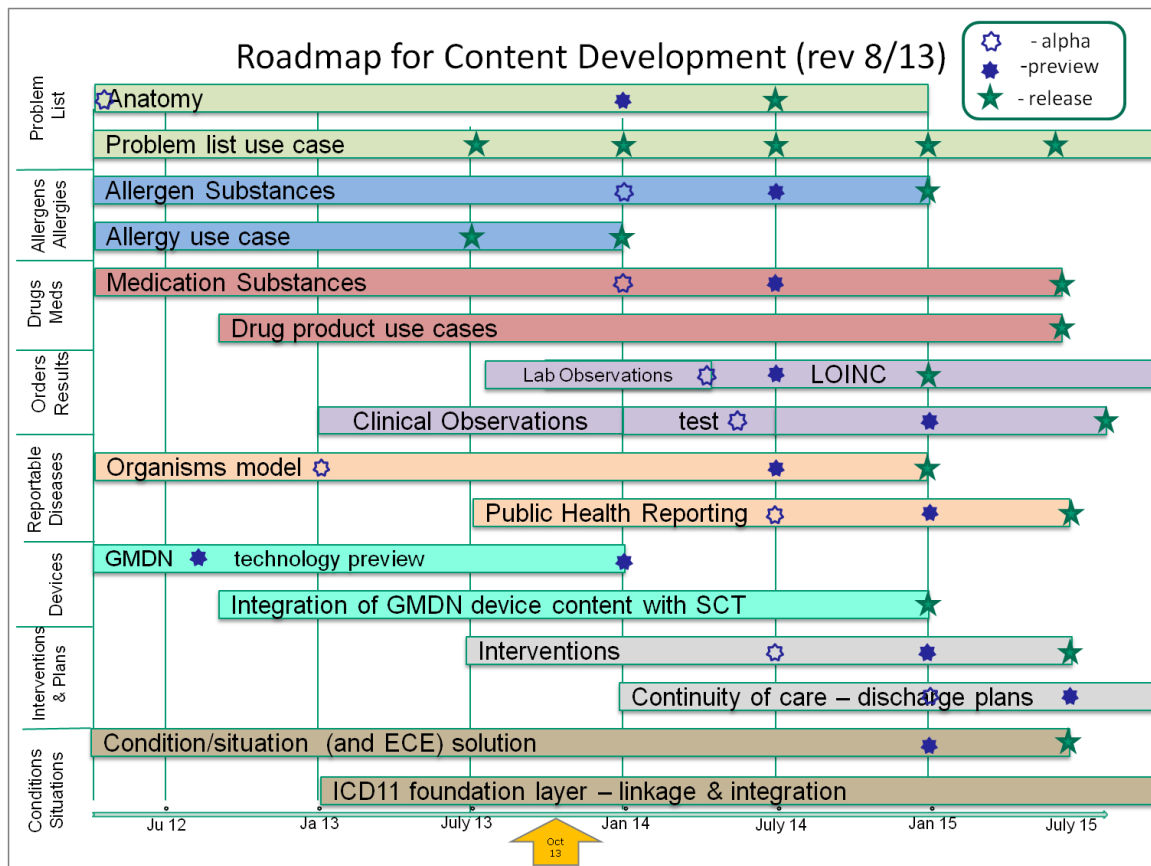 Roadmap for Content Development (rev 8/13)
- alpha
-preview
- release
Problem
List
Anatomy
Problem list use case
Allergens
Allergies
Allergen Substances
Allergy use case
Drugs
Meds
Medication Substances
Drug product use cases
Orders
Results
Lab Observations
LOINC
Clinical Observations
test
Reportable
Diseases
Organisms model
Public Health Reporting
Devices
GMDN
technology preview
Integration of GMDN device content with SCT
Interventions
& Plans
Interventions
Continuity of care – discharge plans
Conditions
Situations
Condition/situation (and ECE) solution
ICD11 foundation layer – linkage & integration
Ju 12
Ja 13
July 13
Jan 14
July 14
Jan 15
July 15
Oct
13